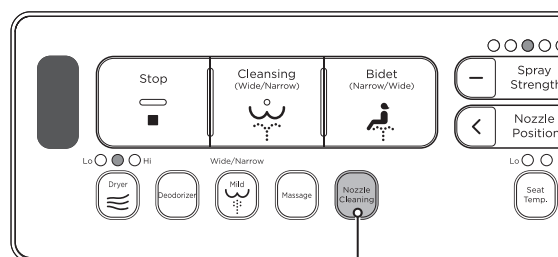 Stop
Cleansing
(Wide/Narrow)
Bidet
(Narrow/Wide)
Spray
Strength
Nozzle
Position
Lo
Hi
Wide/Narrow
Lo
Dryer
Deodorizer
Mild
Massage
Nozzle
Cleaning
Seat
Temp.